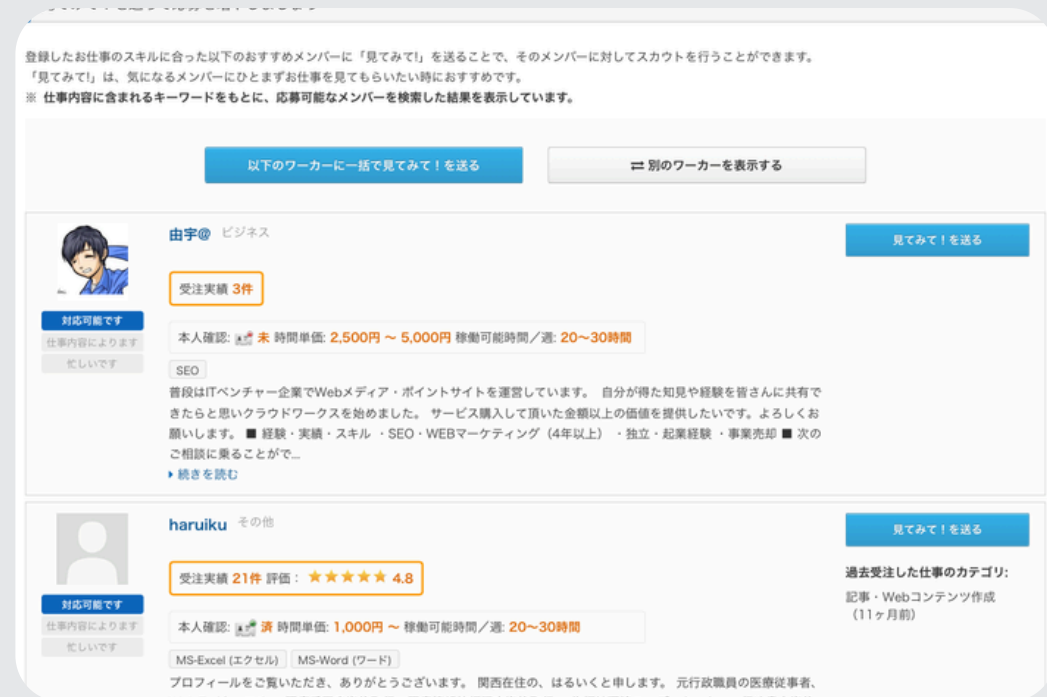 登録したお仕事のスキルに合った以下のおすすめメンバーに「見てみて!」を送ることで、そのメンバーに対してスカウトを行うことができます。
「見てみて!」は、気になるメンバーにひとまずお仕事を見てもらいたい時におすすめです。
※ 仕事内容に含まれるキーワードをもとに、応募可能なメンバーを検索した結果を表示しています。
以下のワーカーに一括で見てみて！を送る
別のワーカーを表示する
由宇@ ビジネス
見てみて！を送る
受注実績 3件
対応可能です
仕事内容によります
忙しいです
本人確認: 未 時間単価: 2,500円 〜 5,000円 稼働可能時間／週: 20〜30時間
SEO
普段はITベンチャー企業でWebメディア・ポイントサイトを運営しています。 自分が得た知見や経験を皆さんに共有で
きたらと思いクラウドワークスを始めました。 サービス購入して頂いた金額以上の価値を提供したいです。よろしくお
願いします。 ■ 経験・実績・スキル ・SEO・WEBマーケティング（4年以上） ・独立・起業経験 ・事業売却 ■ 次の
ご相談に乗ることがで...
続きを読む
haruiku その他
見てみて！を送る
受注実績 21件 評価： ★★★★★ 4.8
過去受注した仕事のカテゴリ:
記事・Webコンテンツ作成
（11ヶ月前）
対応可能です
仕事内容によります
忙しいです
本人確認: 済 時間単価: 1,000円 〜 稼働可能時間／週: 20〜30時間
MS-Excel (エクセル) MS-Word (ワード)
プロフィールをご覧いただき、ありがとうございます。 関西在住の、はるいくと申します。 元行政職員の医療従事者、